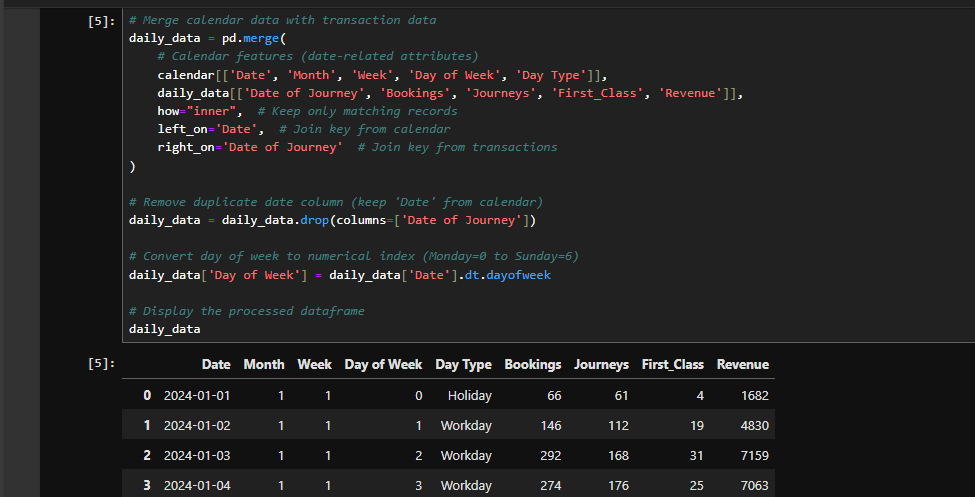 [5]: # Merge calendar data with transaction data
daily_data = pd.merge(
    # Calendar features (date-related attributes)
    calendar[['Date', 'Month', 'Week', 'Day of Week', 'Day Type']],
    daily_data[['Date of Journey', 'Bookings', 'Journeys', 'First_Class', 'Revenue']],
    how="inner",  # Keep only matching records
    left_on='Date',  # Join key from calendar
    right_on='Date of Journey'  # Join key from transactions
)
# Remove duplicate date column (keep 'Date' from calendar)
daily_data = daily_data.drop(columns=['Date of Journey'])
# Convert day of week to numerical index (Monday=0 to Sunday=6)
daily_data['Day of Week'] = daily_data['Date'].dt.dayofweek
# Display the processed dataframe
daily_data
[5]: Date Month Week Day of Week Day Type Bookings Journeys First_Class Revenue
0 2024-01-01 1 1 0 Holiday 66 61 4 1682
1 2024-01-02 1 1 1 Workday 146 112 19 4830
2 2024-01-03 1 1 2 Workday 292 168 31 7159
3 2024-01-04 1 1 3 Workday 274 176 25 7063